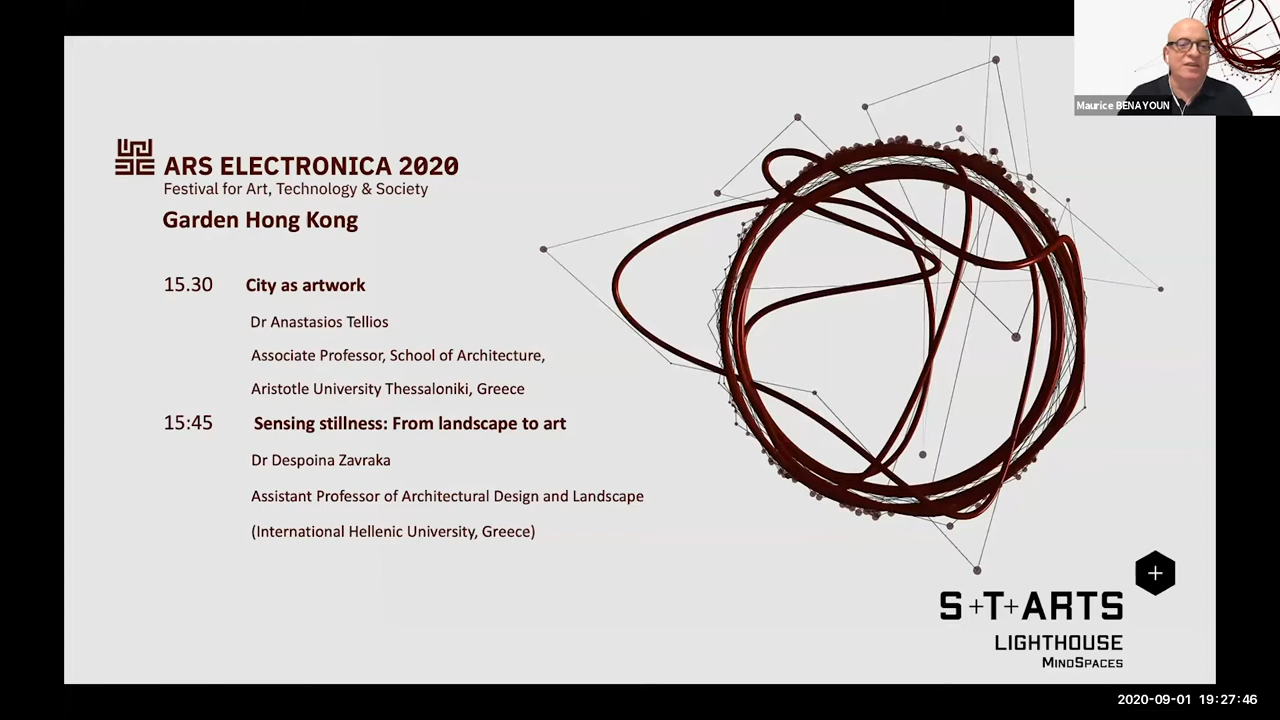 Maurice BENAYOUN
ARS ELECTRONICA 2020
Festival for Art, Technology & Society
Garden Hong Kong
15.30 City as artwork
Dr Anastasios Tellios
Associate Professor, School of Architecture,
Aristotle University Thessaloniki, Greece
15:45 Sensing stillness: From landscape to art
Dr Despoina Zavraka
Assistant Professor of Architectural Design and Landscape
(International Hellenic University, Greece)
S+T+ARTS
LIGHTHOUSE
MINDSPACES
2020-09-01 19:27:46